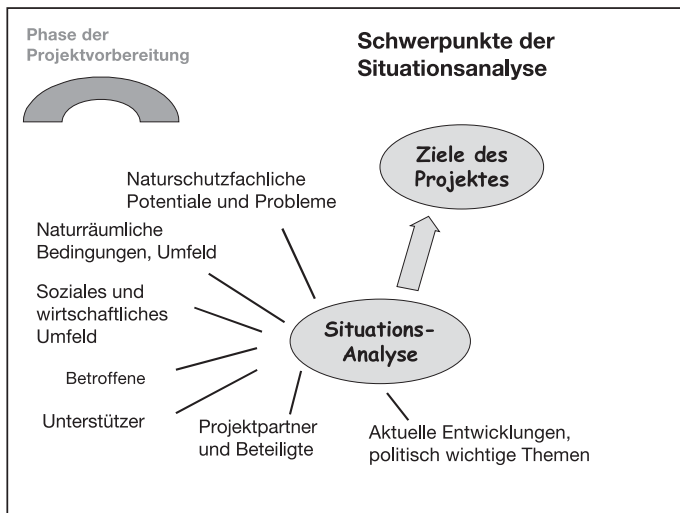 Phase der
Projektvorbereitung
Schwerpunkte der
Situationsanalyse
Ziele des
Projektes
Naturschutzfachliche
Potentiale und Probleme
Naturräumliche
Bedingungen, Umfeld
Soziales und
wirtschaftliches
Umfeld
Situations-
Analyse
Betroffene
Unterstützer
Projektpartner
und Beteiligte
Aktuelle Entwicklungen,
politisch wichtige Themen